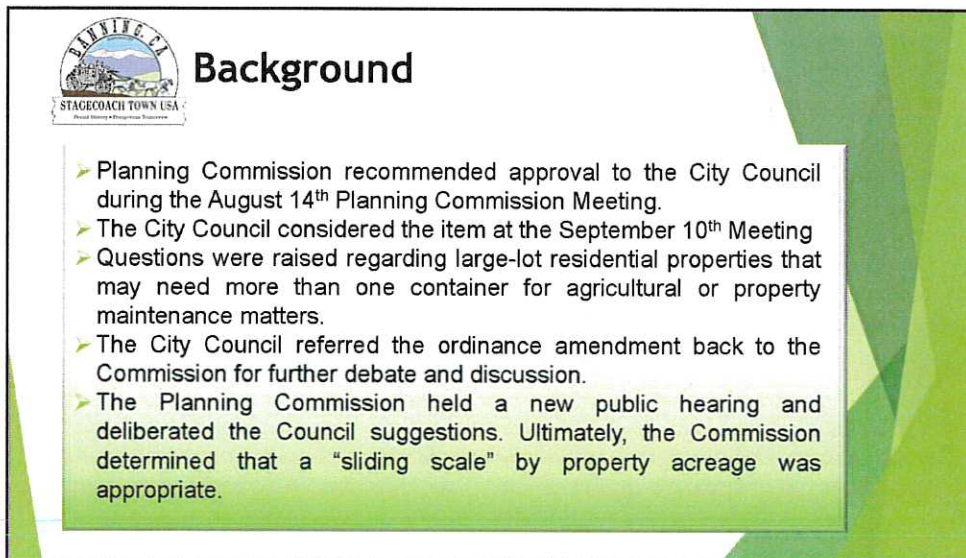 BANNING, CA
STAGECOACH TOWN USA
Proud History • Prosperous Tomorrow
Background
➢ Planning Commission recommended approval to the City Council
during the August 14th Planning Commission Meeting.
➢ The City Council considered the item at the September 10th Meeting
➢ Questions were raised regarding large-lot residential properties that
may need more than one container for agricultural or property
maintenance matters.
➢ The City Council referred the ordinance amendment back to the
Commission for further debate and discussion.
➢ The Planning Commission held a new public hearing and
deliberated the Council suggestions. Ultimately, the Commission
determined that a “sliding scale” by property acreage was
appropriate.